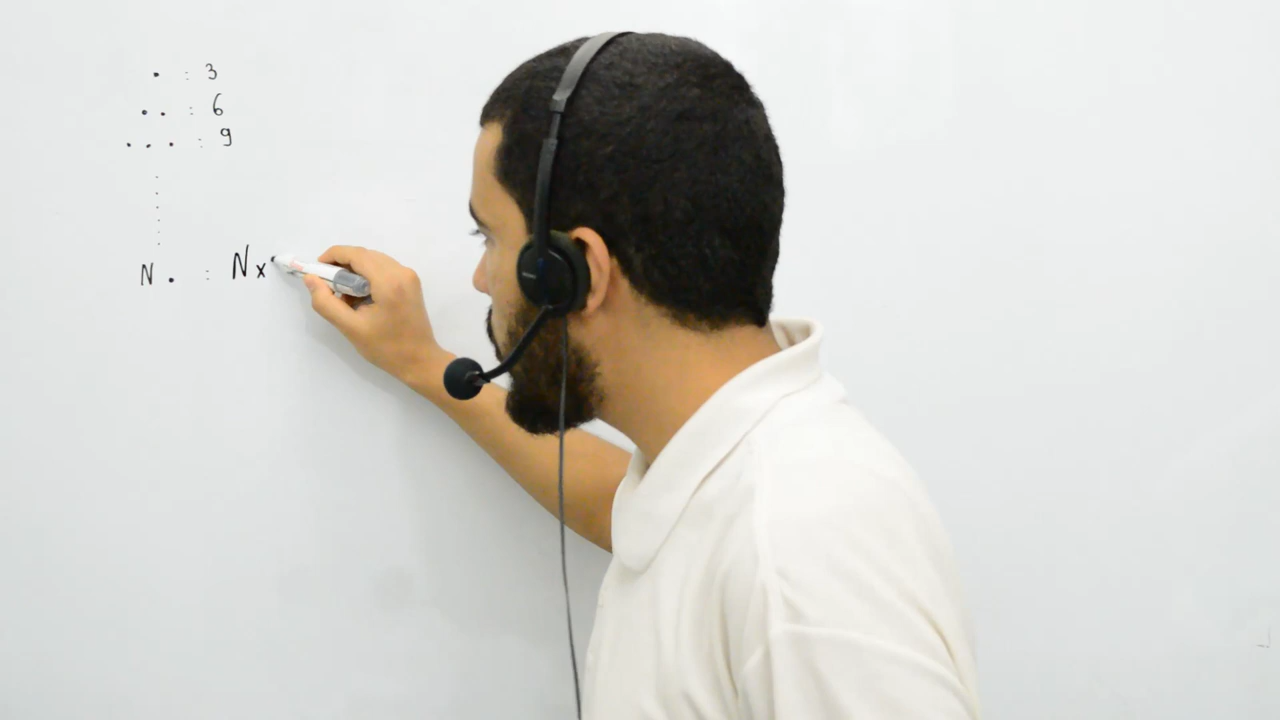 . : 3
. . : 6
. . . : 9
N . : N x